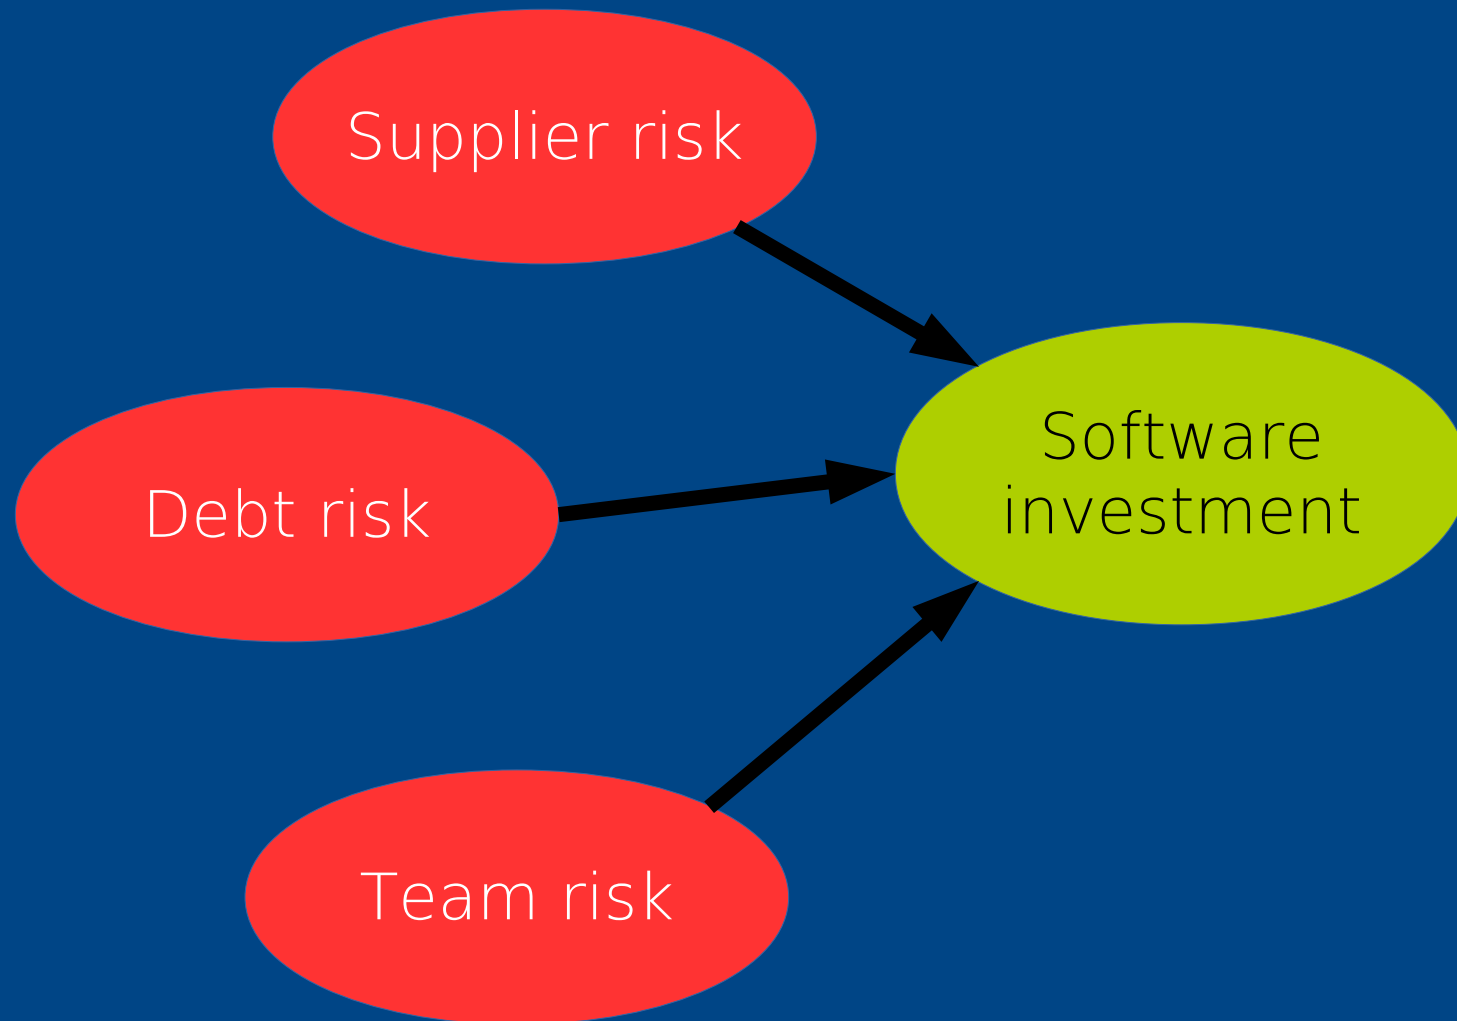 Supplier risk
Debt risk
Software
investment
Team risk